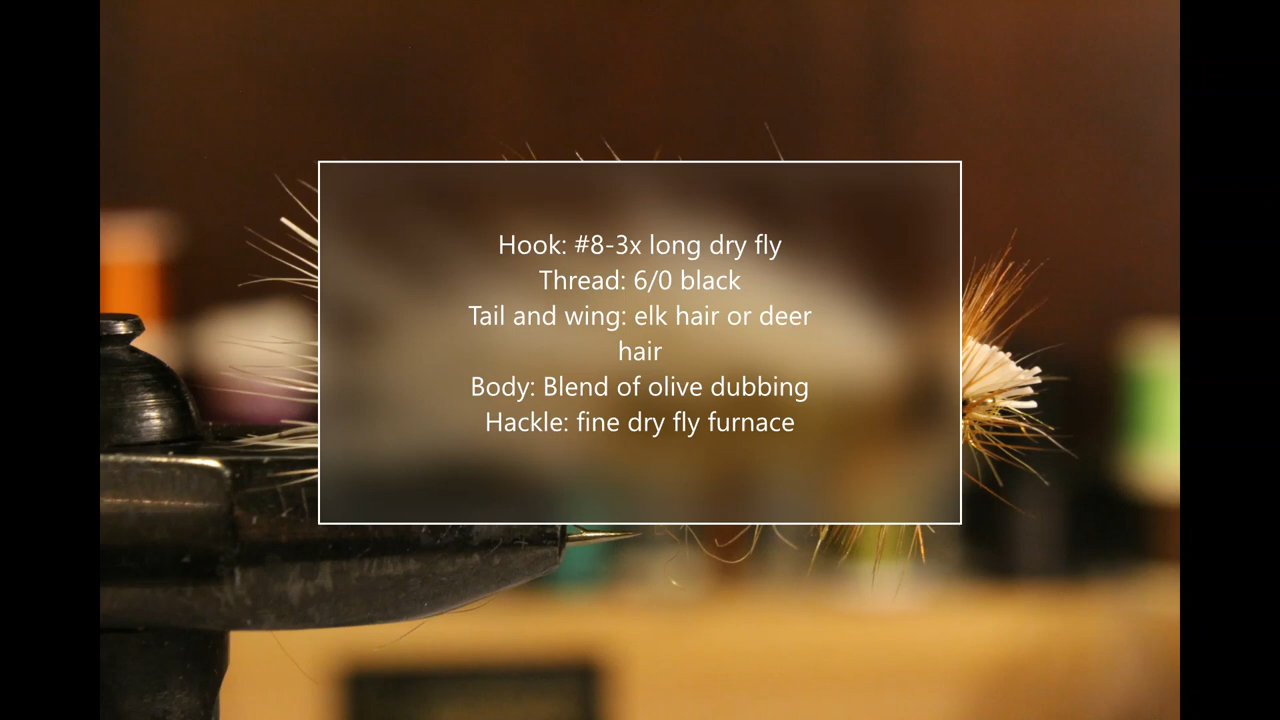 Hook: #8-3x long dry fly
Thread: 6/0 black
Tail and wing: elk hair or deer
hair
Body: Blend of olive dubbing
Hackle: fine dry fly furnace